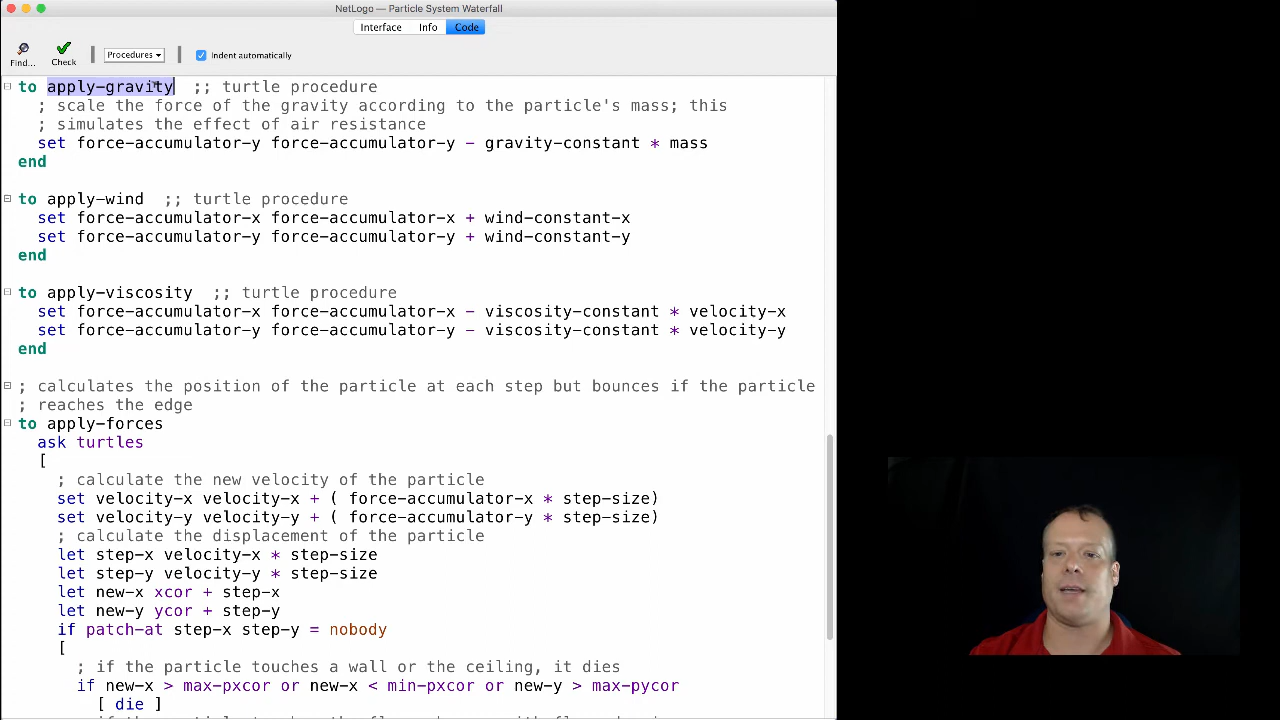 NetLogo — Particle System Waterfall
Interface Info Code
Find... Check Procedures Indent automatically
to apply-gravity ;; turtle procedure
; scale the force of the gravity according to the particle's mass; this
; simulates the effect of air resistance
set force-accumulator-y force-accumulator-y - gravity-constant * mass
end
to apply-wind ;; turtle procedure
set force-accumulator-x force-accumulator-x + wind-constant-x
set force-accumulator-y force-accumulator-y + wind-constant-y
end
to apply-viscosity ;; turtle procedure
set force-accumulator-x force-accumulator-x - viscosity-constant * velocity-x
set force-accumulator-y force-accumulator-y - viscosity-constant * velocity-y
end
; calculates the position of the particle at each step but bounces if the particle
; reaches the edge
to apply-forces
ask turtles
[
; calculate the new velocity of the particle
set velocity-x velocity-x + ( force-accumulator-x * step-size)
set velocity-y velocity-y + ( force-accumulator-y * step-size)
; calculate the displacement of the particle
let step-x velocity-x * step-size
let step-y velocity-y * step-size
let new-x xcor + step-x
let new-y ycor + step-y
if patch-at step-x step-y = nobody
[
; if the particle touches a wall or the ceiling, it dies
if new-x > max-pxcor or new-x < min-pxcor or new-y > max-pycor
[ die ]